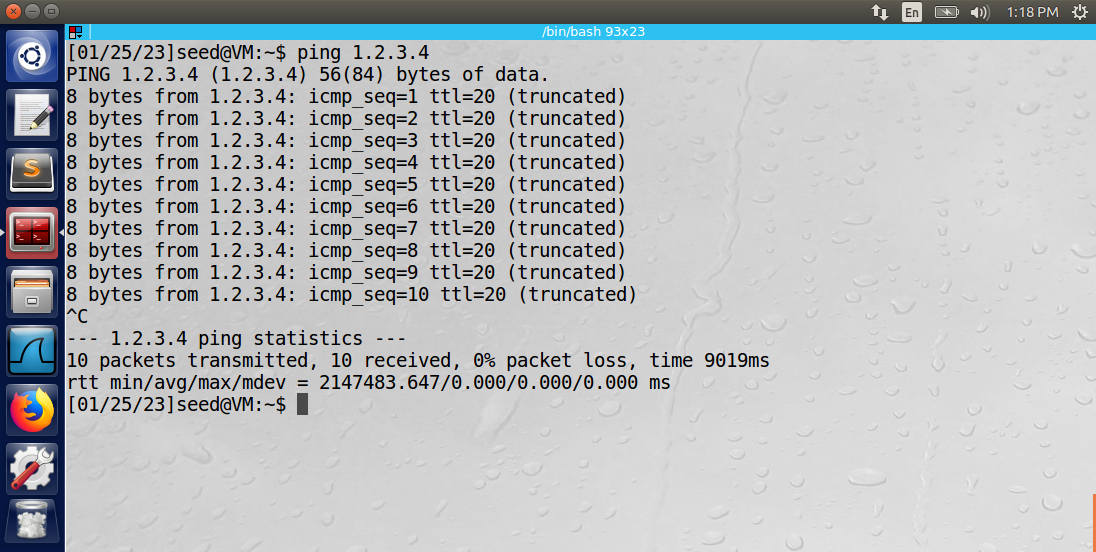 En 1:18 PM
/bin/bash 93x23
[01/25/23]seed@VM:~$ ping 1.2.3.4
PING 1.2.3.4 (1.2.3.4) 56(84) bytes of data.
8 bytes from 1.2.3.4: icmp_seq=1 ttl=20 (truncated)
8 bytes from 1.2.3.4: icmp_seq=2 ttl=20 (truncated)
8 bytes from 1.2.3.4: icmp_seq=3 ttl=20 (truncated)
8 bytes from 1.2.3.4: icmp_seq=4 ttl=20 (truncated)
8 bytes from 1.2.3.4: icmp_seq=5 ttl=20 (truncated)
8 bytes from 1.2.3.4: icmp_seq=6 ttl=20 (truncated)
8 bytes from 1.2.3.4: icmp_seq=7 ttl=20 (truncated)
8 bytes from 1.2.3.4: icmp_seq=8 ttl=20 (truncated)
8 bytes from 1.2.3.4: icmp_seq=9 ttl=20 (truncated)
8 bytes from 1.2.3.4: icmp_seq=10 ttl=20 (truncated)
^C
--- 1.2.3.4 ping statistics ---
10 packets transmitted, 10 received, 0% packet loss, time 9019ms
rtt min/avg/max/mdev = 2147483.647/0.000/0.000/0.000 ms
[01/25/23]seed@VM:~$